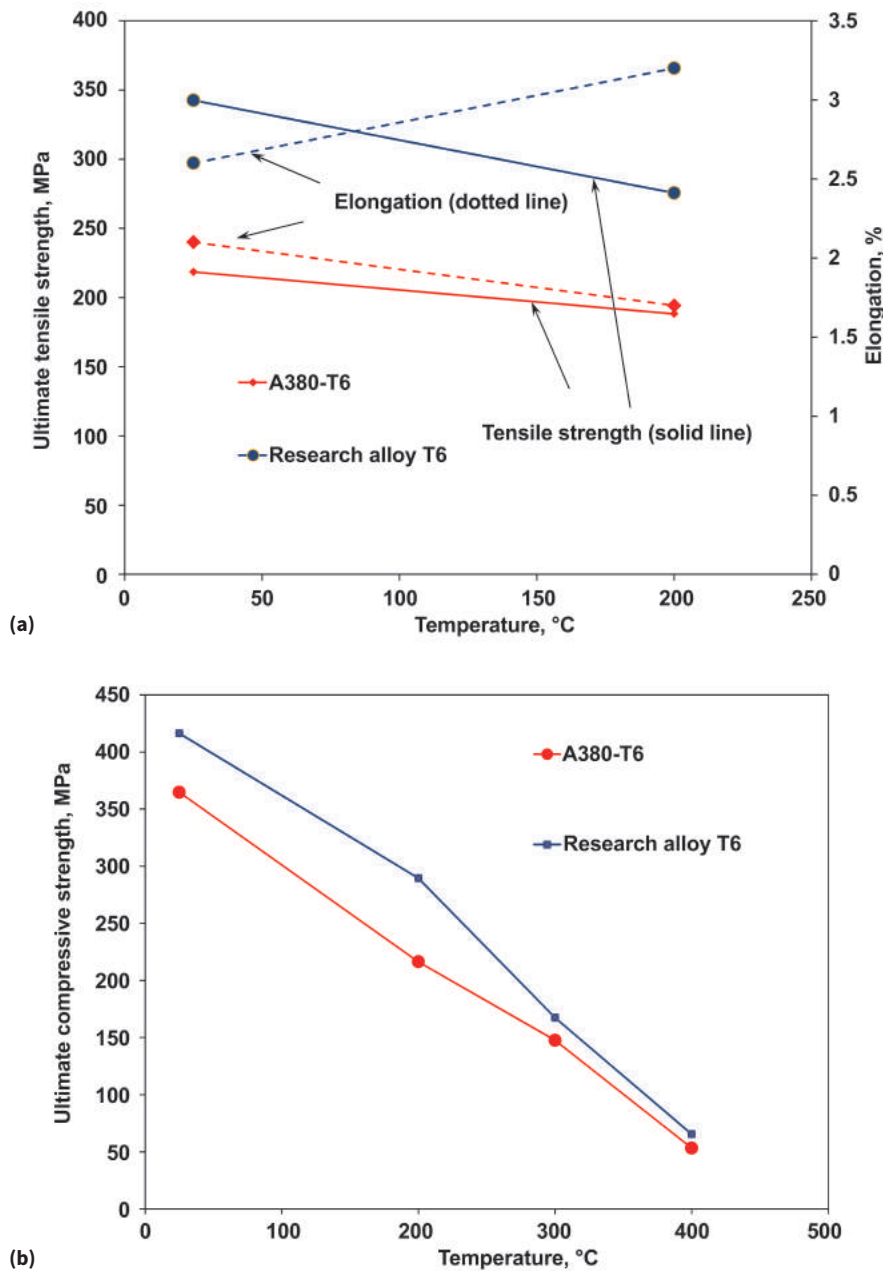 400
350
300
250
200
150
100
50
0
Ultimate tensile strength, MPa
3.5
3
2.5
2
1.5
1
0.5
0
Elongation, %
Elongation (dotted line)
A380-T6
Tensile strength (solid line)
Research alloy T6
0 50 100 150 200 250
Temperature, °C
(a)
450
400
350
300
250
200
150
100
50
0
Ultimate compressive strength, MPa
A380-T6
Research alloy T6
0 100 200 300 400 500
Temperature, °C
(b)